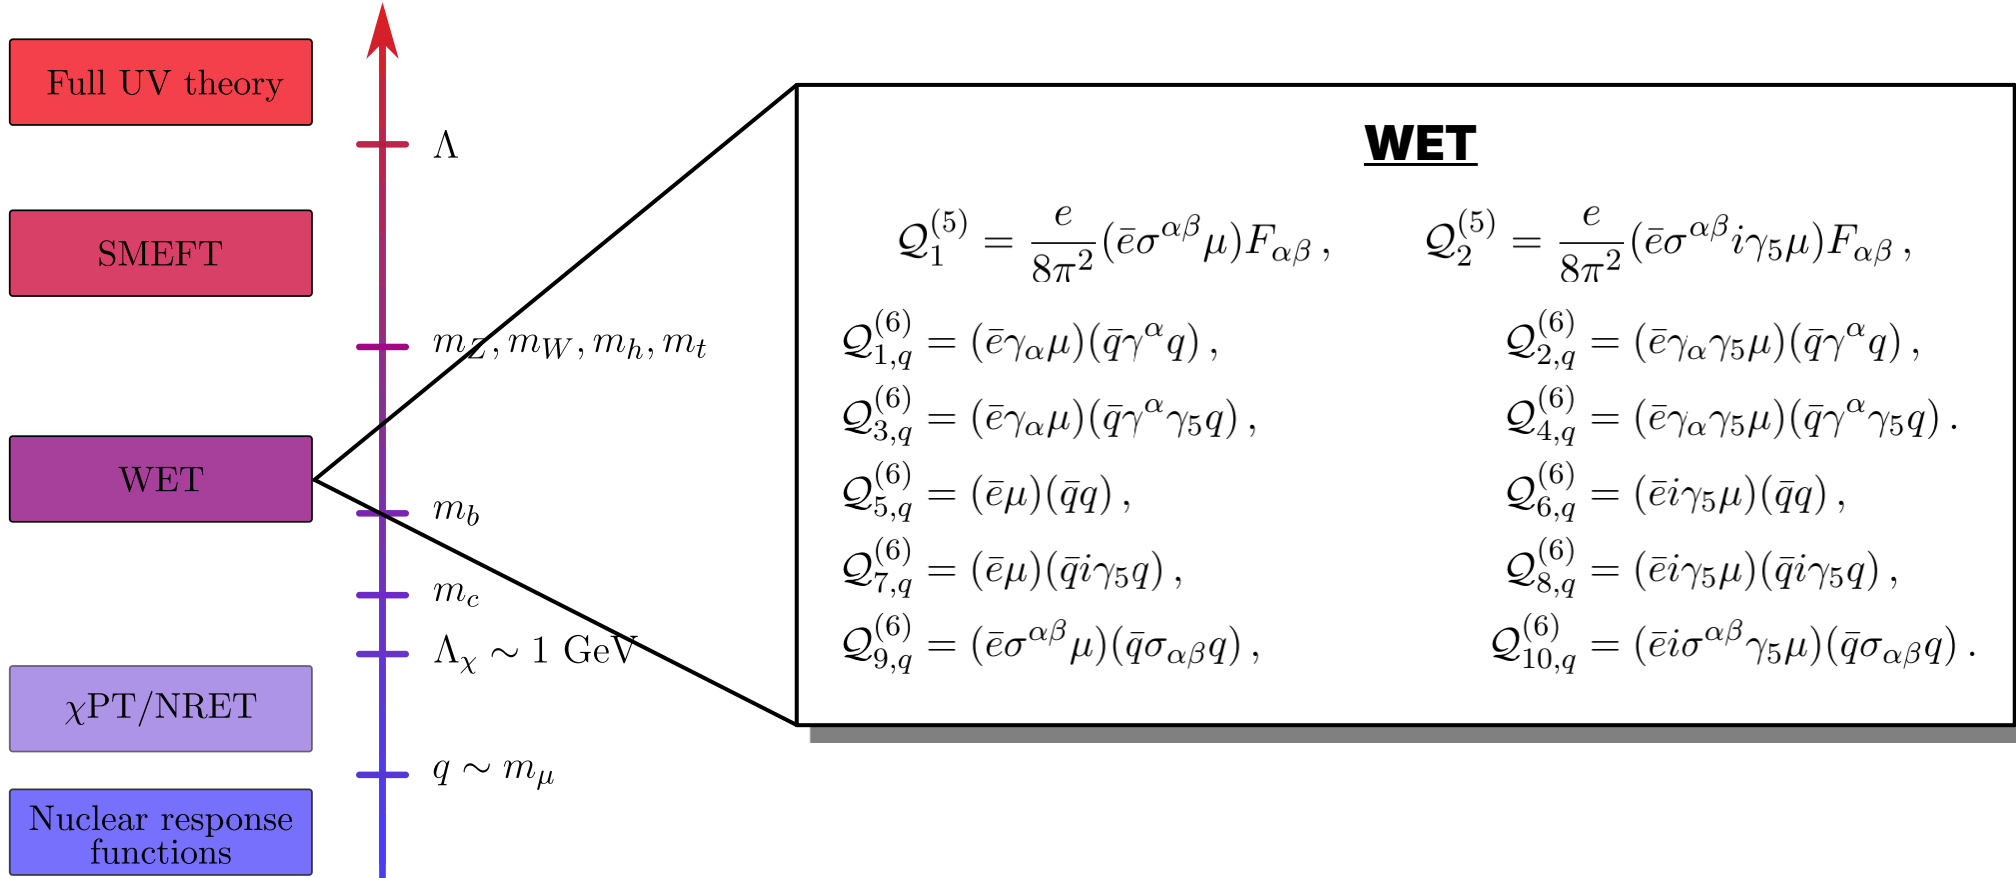 Full UV theory
Λ
SMEFT
m_Z, m_W, m_h, m_t
WET
m_b
m_c
Λ_χ ∼ 1 GeV
χPT/NRET
q ∼ m_μ
Nuclear response
functions
WET
𝒬_1^{(5)} = \frac{e}{8π^2}(ēσ^{αβ}μ)F_{αβ} , 𝒬_2^{(5)} = \frac{e}{8π^2}(ēσ^{αβ}iγ_5μ)F_{αβ} ,
𝒬_{1,q}^{(6)} = (ēγ_αμ)(q̄γ^αq) , 𝒬_{2,q}^{(6)} = (ēγ_αγ_5μ)(q̄γ^αq) ,
𝒬_{3,q}^{(6)} = (ēγ_αμ)(q̄γ^αγ_5q) , 𝒬_{4,q}^{(6)} = (ēγ_αγ_5μ)(q̄γ^αγ_5q) .
𝒬_{5,q}^{(6)} = (ēμ)(q̄q) , 𝒬_{6,q}^{(6)} = (ēiγ_5μ)(q̄q) ,
𝒬_{7,q}^{(6)} = (ēμ)(q̄iγ_5q) , 𝒬_{8,q}^{(6)} = (ēiγ_5μ)(q̄iγ_5q) ,
𝒬_{9,q}^{(6)} = (ēσ^{αβ}μ)(q̄σ_{αβ}q) , 𝒬_{10,q}^{(6)} = (ēiσ^{αβ}γ_5μ)(q̄σ_{αβ}q) .